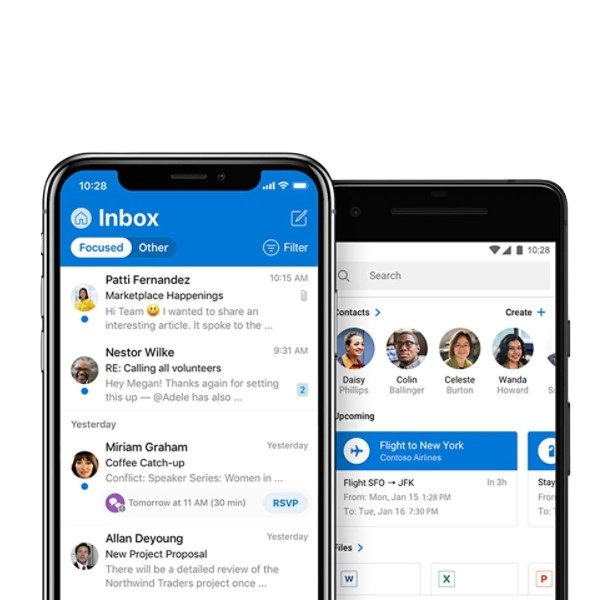 10:28
Inbox
Focused
Other
Filter
Patti Fernandez
10:15 AM
Marketplace Happenings
Hi Team 😃 I wanted to share an
interesting article. It spoke to the ...
Nestor Wilke
9:31 AM
RE: Calling all volunteers
Hey Megan! Thanks again for setting
this up — @Adele has also ...
2
Yesterday
Miriam Graham
Yesterday
Coffee Catch-up
Conflict: Speaker Series: Women in ...
Tomorrow at 11 AM (30 min)
RSVP
Allan Deyoung
Yesterday
New Project Proposal
There will be a detailed review of the
Northwind Traders project once ...
10:28
Search
Contacts
Create +
Daisy
Phillips
Colin
Ballinger
Celeste
Burton
Wanda
Howard
Upcoming
Flight to New York
Contoso Airlines
Flight SFO → JFK
In 3h
From: Mon, Jan 15 1:28 PM
To: Tue, Jan 16 7:30 PM
Stay
From
To:
Files
W
X
P